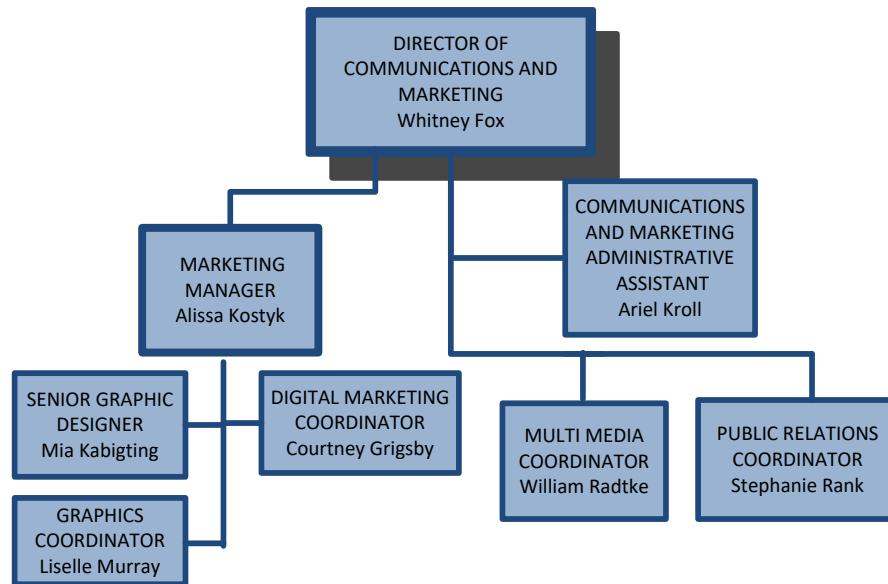 DIRECTOR OF
COMMUNICATIONS AND
MARKETING
Whitney Fox
COMMUNICATIONS
AND MARKETING
ADMINISTRATIVE
ASSISTANT
Ariel Kroll
MARKETING
MANAGER
Alissa Kostyk
SENIOR GRAPHIC
DESIGNER
Mia Kabigting
DIGITAL MARKETING
COORDINATOR
Courtney Grigsby
MULTI MEDIA
COORDINATOR
William Radtke
PUBLIC RELATIONS
COORDINATOR
Stephanie Rank
GRAPHICS
COORDINATOR
Liselle Murray